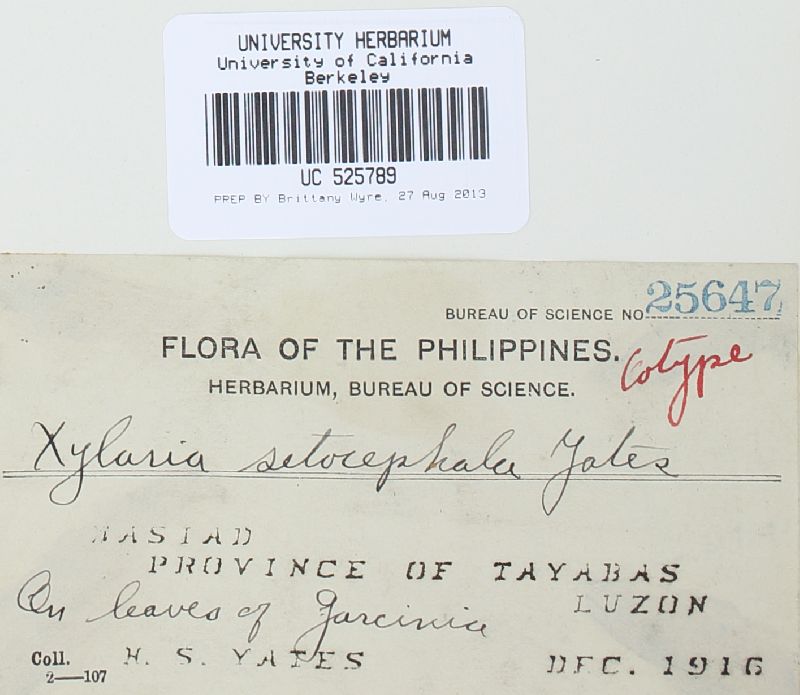 UNIVERSITY HERBARIUM
University of California
Berkeley
UC 525789
PREP BY Brittany Wyre, 27 Aug 2013
BUREAU OF SCIENCE NO. 25647
FLORA OF THE PHILIPPINES.
Cotype
HERBARIUM, BUREAU OF SCIENCE.
Xylaria setocephala Yates
BASIAD
PROVINCE OF TAYABAS
LUZON
On leaves of Garcinia
Coll. H. S. YATES DEC. 1916
2—107